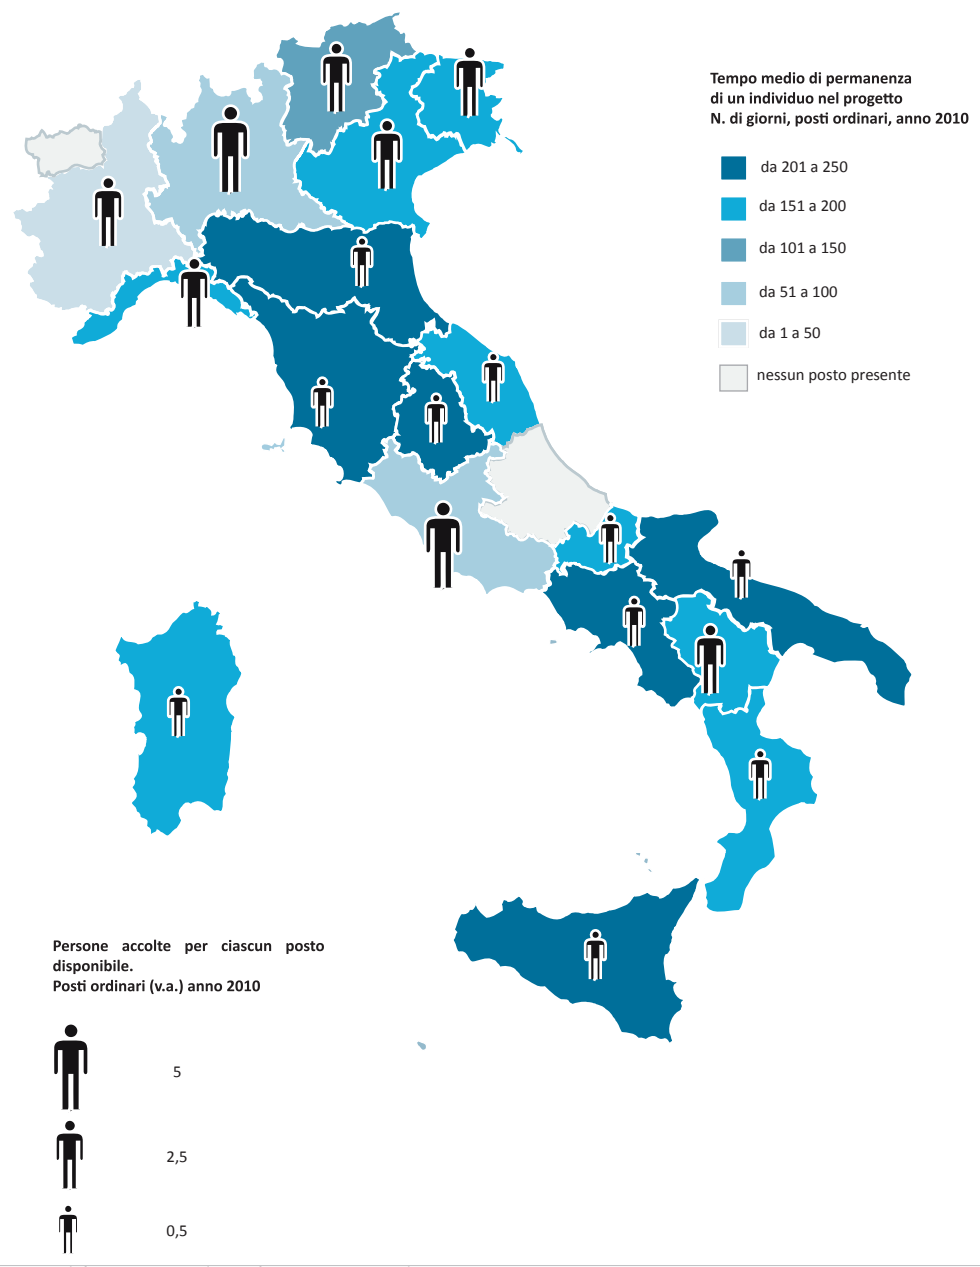 Tempo medio di permanenza
di un individuo nel progetto
N. di giorni, posti ordinari, anno 2010
da 201 a 250
da 151 a 200
da 101 a 150
da 51 a 100
da 1 a 50
nessun posto presente
Persone accolte per ciascun posto
disponibile.
Posti ordinari (v.a.) anno 2010
5
2,5
0,5